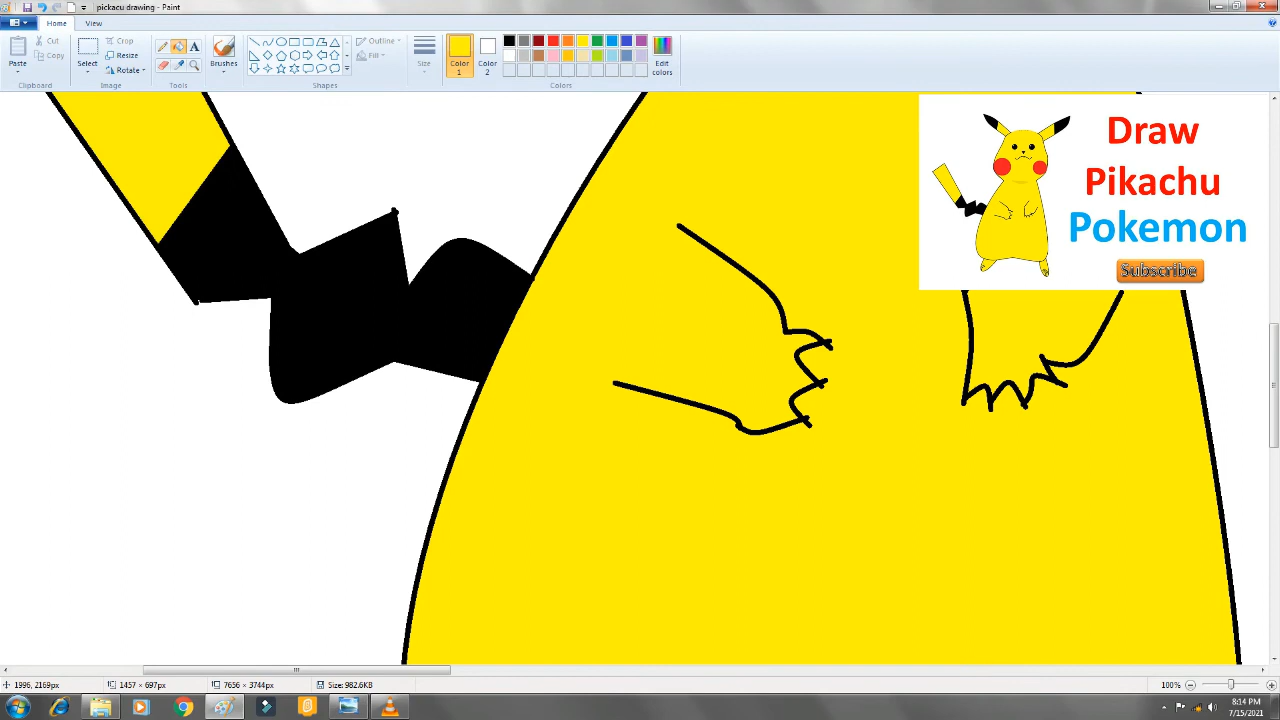 pickacu drawing - Paint
Home
View
Paste
Cut
Copy
Clipboard
Select
Crop
Resize
Rotate
Image
A
Tools
Brushes
Shapes
Outline
Fill
Size
Color
1
Color
2
Edit
colors
Colors
Draw
Pikachu
Pokemon
Subscribe
1996, 2169px
1457 × 697px
7656 × 3744px
Size: 982.6KB
100%
8:14 PM
7/15/2021